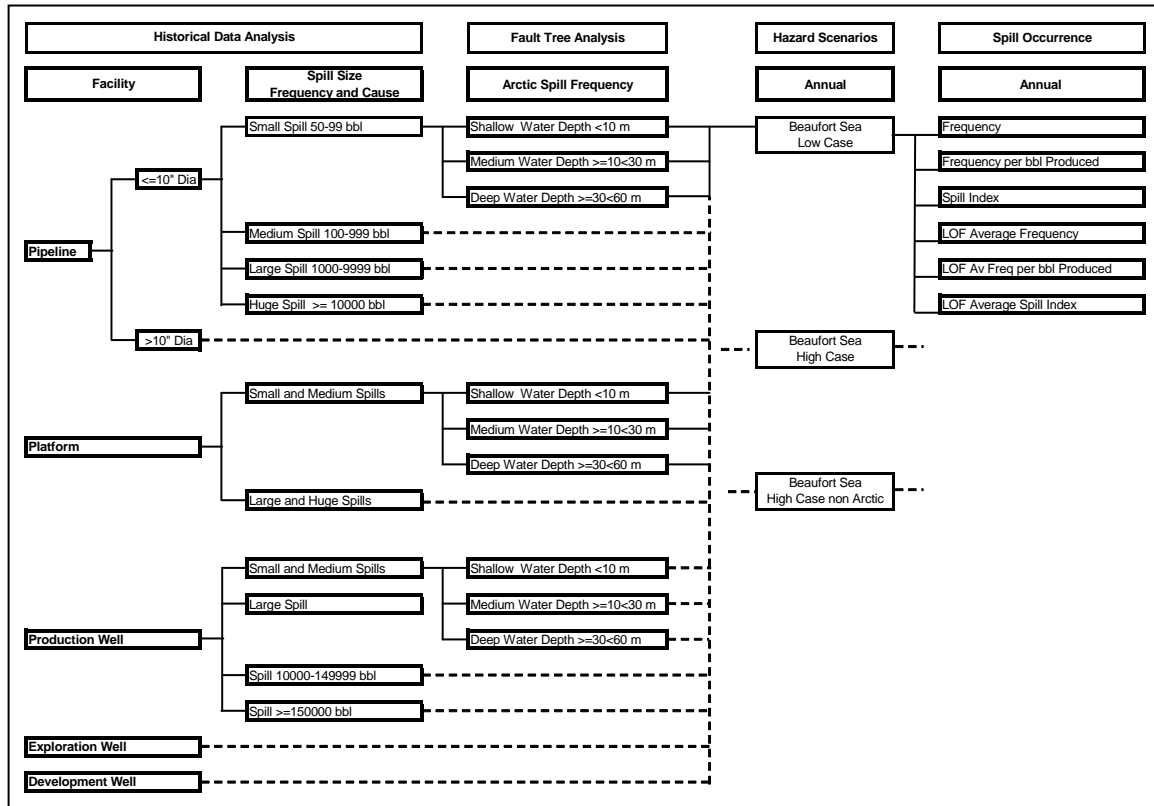 Historical Data Analysis
Fault Tree Analysis
Hazard Scenarios
Spill Occurrence
Facility
Spill Size
Frequency and Cause
Arctic Spill Frequency
Annual
Annual
Small Spill 50-99 bbl
Shallow Water Depth <10 m
Beaufort Sea
Low Case
Frequency
Medium Water Depth >=10<30 m
Frequency per bbl Produced
<=10" Dia
Deep Water Depth >=30<60 m
Spill Index
Medium Spill 100-999 bbl
LOF Average Frequency
Pipeline
Large Spill 1000-9999 bbl
LOF Av Freq per bbl Produced
Huge Spill >= 10000 bbl
LOF Average Spill Index
>10" Dia
Beaufort Sea
High Case
Small and Medium Spills
Shallow Water Depth <10 m
Medium Water Depth >=10<30 m
Platform
Deep Water Depth >=30<60 m
Large and Huge Spills
Beaufort Sea
High Case non Arctic
Small and Medium Spills
Shallow Water Depth <10 m
Large Spill
Medium Water Depth >=10<30 m
Production Well
Deep Water Depth >=30<60 m
Spill 10000-149999 bbl
Spill >=150000 bbl
Exploration Well
Development Well